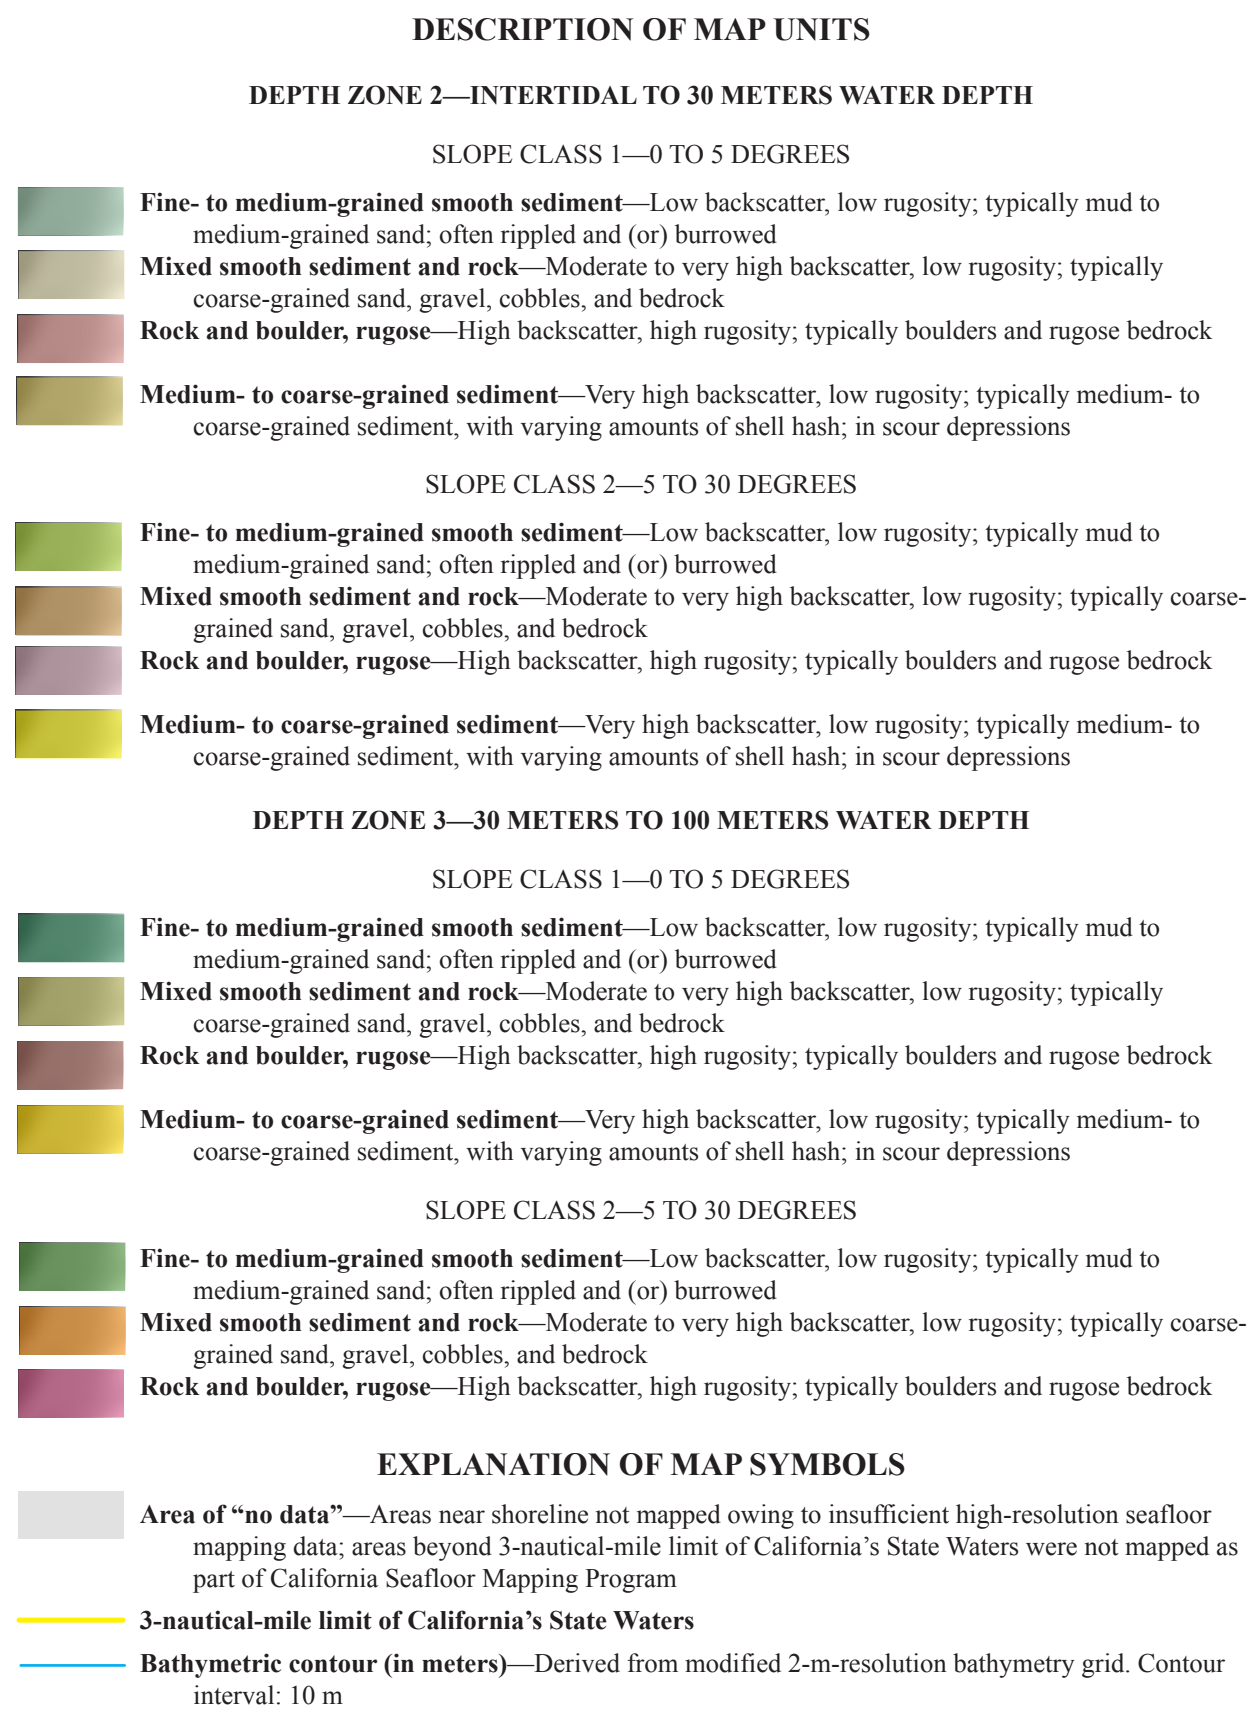 DESCRIPTION OF MAP UNITS
DEPTH ZONE 2—INTERTIDAL TO 30 METERS WATER DEPTH
SLOPE CLASS 1—0 TO 5 DEGREES
Fine- to medium-grained smooth sediment—Low backscatter, low rugosity; typically mud to
medium-grained sand; often rippled and (or) burrowed
Mixed smooth sediment and rock—Moderate to very high backscatter, low rugosity; typically
coarse-grained sand, gravel, cobbles, and bedrock
Rock and boulder, rugose—High backscatter, high rugosity; typically boulders and rugose bedrock
Medium- to coarse-grained sediment—Very high backscatter, low rugosity; typically medium- to
coarse-grained sediment, with varying amounts of shell hash; in scour depressions
SLOPE CLASS 2—5 TO 30 DEGREES
Fine- to medium-grained smooth sediment—Low backscatter, low rugosity; typically mud to
medium-grained sand; often rippled and (or) burrowed
Mixed smooth sediment and rock—Moderate to very high backscatter, low rugosity; typically coarse-
grained sand, gravel, cobbles, and bedrock
Rock and boulder, rugose—High backscatter, high rugosity; typically boulders and rugose bedrock
Medium- to coarse-grained sediment—Very high backscatter, low rugosity; typically medium- to
coarse-grained sediment, with varying amounts of shell hash; in scour depressions
DEPTH ZONE 3—30 METERS TO 100 METERS WATER DEPTH
SLOPE CLASS 1—0 TO 5 DEGREES
Fine- to medium-grained smooth sediment—Low backscatter, low rugosity; typically mud to
medium-grained sand; often rippled and (or) burrowed
Mixed smooth sediment and rock—Moderate to very high backscatter, low rugosity; typically
coarse-grained sand, gravel, cobbles, and bedrock
Rock and boulder, rugose—High backscatter, high rugosity; typically boulders and rugose bedrock
Medium- to coarse-grained sediment—Very high backscatter, low rugosity; typically medium- to
coarse-grained sediment, with varying amounts of shell hash; in scour depressions
SLOPE CLASS 2—5 TO 30 DEGREES
Fine- to medium-grained smooth sediment—Low backscatter, low rugosity; typically mud to
medium-grained sand; often rippled and (or) burrowed
Mixed smooth sediment and rock—Moderate to very high backscatter, low rugosity; typically coarse-
grained sand, gravel, cobbles, and bedrock
Rock and boulder, rugose—High backscatter, high rugosity; typically boulders and rugose bedrock
EXPLANATION OF MAP SYMBOLS
Area of “no data”—Areas near shoreline not mapped owing to insufficient high-resolution seafloor
mapping data; areas beyond 3-nautical-mile limit of California’s State Waters were not mapped as
part of California Seafloor Mapping Program
3-nautical-mile limit of California’s State Waters
Bathymetric contour (in meters)—Derived from modified 2-m-resolution bathymetry grid. Contour
interval: 10 m